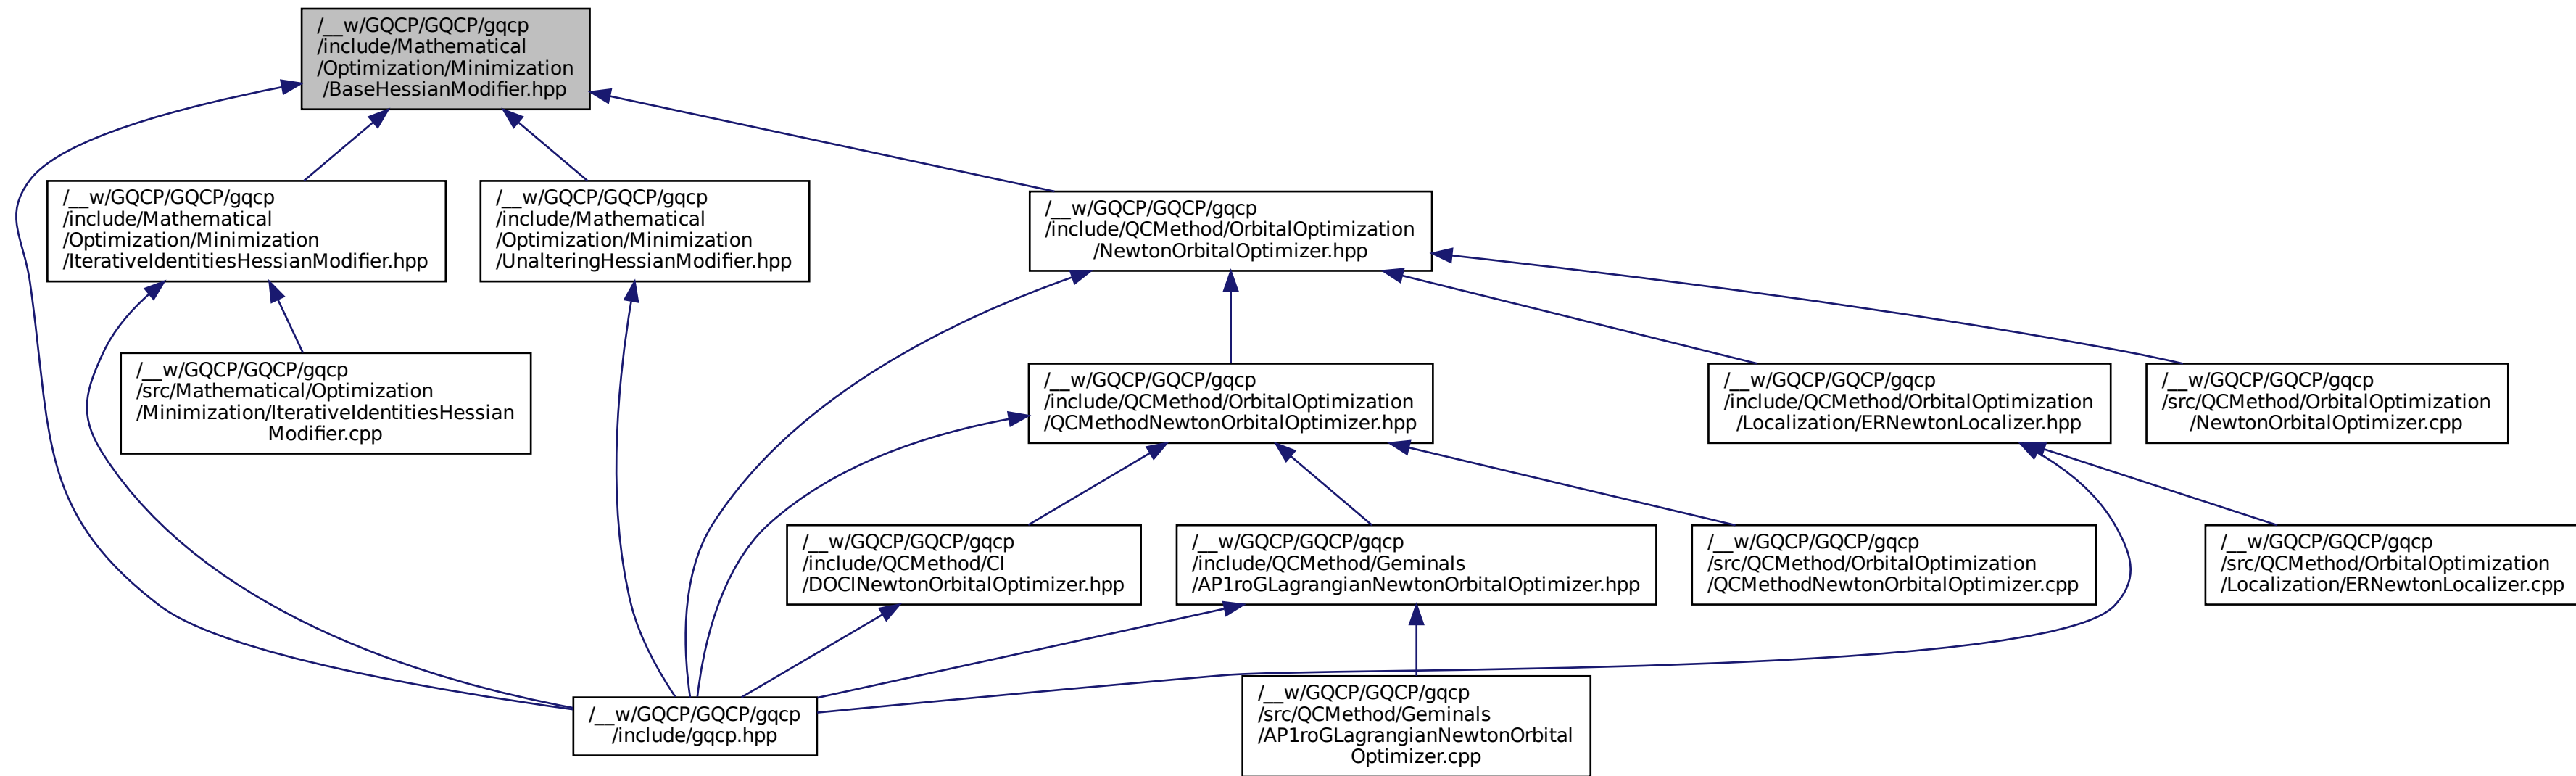 /__w/GQCP/GQCP/gqcp
/include/Mathematical
/Optimization/Minimization
/BaseHessianModifier.hpp
/__w/GQCP/GQCP/gqcp
/include/Mathematical
/Optimization/Minimization
/IterativeIdentitiesHessianModifier.hpp
/__w/GQCP/GQCP/gqcp
/include/Mathematical
/Optimization/Minimization
/UnalteringHessianModifier.hpp
/__w/GQCP/GQCP/gqcp
/include/QCMethod/OrbitalOptimization
/NewtonOrbitalOptimizer.hpp
/__w/GQCP/GQCP/gqcp
/src/Mathematical/Optimization
/Minimization/IterativeIdentitiesHessian
Modifier.cpp
/__w/GQCP/GQCP/gqcp
/include/QCMethod/OrbitalOptimization
/QCMethodNewtonOrbitalOptimizer.hpp
/__w/GQCP/GQCP/gqcp
/include/QCMethod/OrbitalOptimization
/Localization/ERNewtonLocalizer.hpp
/__w/GQCP/GQCP/gqcp
/src/QCMethod/OrbitalOptimization
/NewtonOrbitalOptimizer.cpp
/__w/GQCP/GQCP/gqcp
/include/QCMethod/CI
/DOCINewtonOrbitalOptimizer.hpp
/__w/GQCP/GQCP/gqcp
/include/QCMethod/Geminals
/AP1roGLagrangianNewtonOrbitalOptimizer.hpp
/__w/GQCP/GQCP/gqcp
/src/QCMethod/OrbitalOptimization
/QCMethodNewtonOrbitalOptimizer.cpp
/__w/GQCP/GQCP/gqcp
/src/QCMethod/OrbitalOptimization
/Localization/ERNewtonLocalizer.cpp
/__w/GQCP/GQCP/gqcp
/include/gqcp.hpp
/__w/GQCP/GQCP/gqcp
/src/QCMethod/Geminals
/AP1roGLagrangianNewtonOrbital
Optimizer.cpp